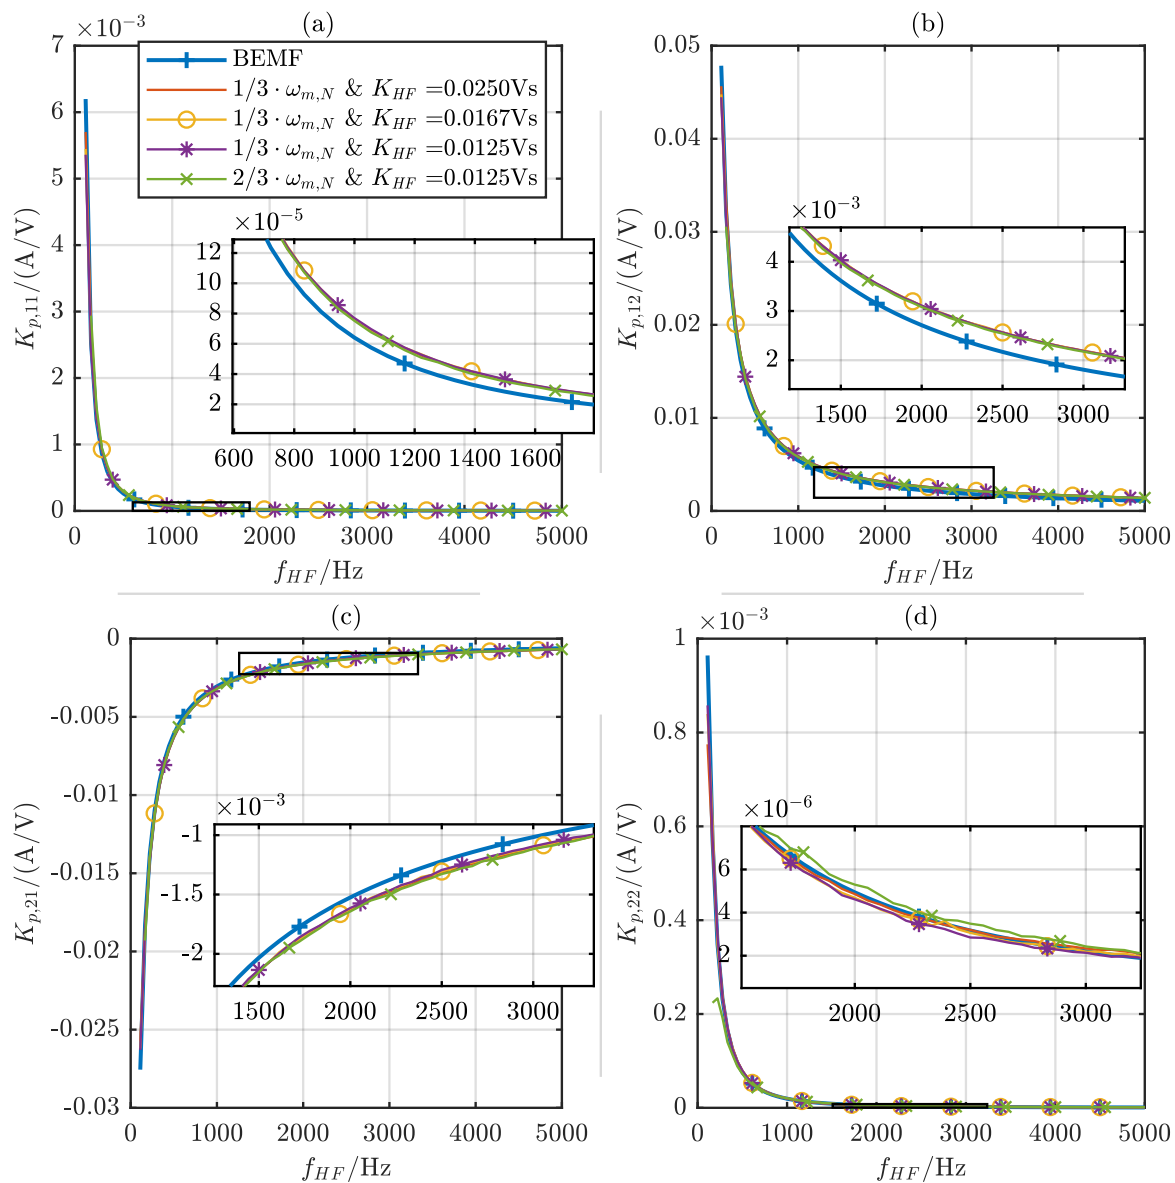 (a)
×10⁻³
7
6
5
4
3
2
1
0
K_{p,11}/(A/V)
BEMF
1/3 · ω_{m,N} & K_{HF} =0.0250Vs
1/3 · ω_{m,N} & K_{HF} =0.0167Vs
1/3 · ω_{m,N} & K_{HF} =0.0125Vs
2/3 · ω_{m,N} & K_{HF} =0.0125Vs
×10⁻⁵
12
10
8
6
4
2
600 800 1000 1200 1400 1600
0 1000 2000 3000 4000 5000
f_{HF}/Hz
(b)
0.05
0.04
0.03
0.02
0.01
0
K_{p,12}/(A/V)
×10⁻³
4
3
2
1500 2000 2500 3000
0 1000 2000 3000 4000 5000
f_{HF}/Hz
(c)
0
-0.005
-0.01
-0.015
-0.02
-0.025
-0.03
K_{p,21}/(A/V)
×10⁻³
-1
-1.5
-2
1500 2000 2500 3000
0 1000 2000 3000 4000 5000
f_{HF}/Hz
(d)
×10⁻³
1
0.8
0.6
0.4
0.2
0
K_{p,22}/(A/V)
×10⁻⁶
6
4
2
2000 2500 3000
0 1000 2000 3000 4000 5000
f_{HF}/Hz